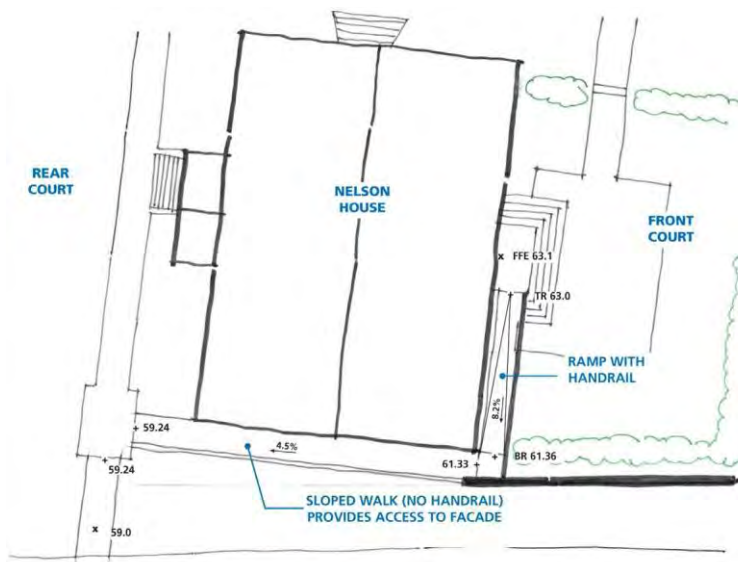 REAR
COURT
NELSON
HOUSE
FRONT
COURT
x FFE 63.1
TR 63.0
RAMP WITH
HANDRAIL
8.2%
+ 59.24
4.5%
BR 61.36
61.33 +
+
59.24
SLOPED WALK (NO HANDRAIL)
PROVIDES ACCESS TO FACADE
x 59.0